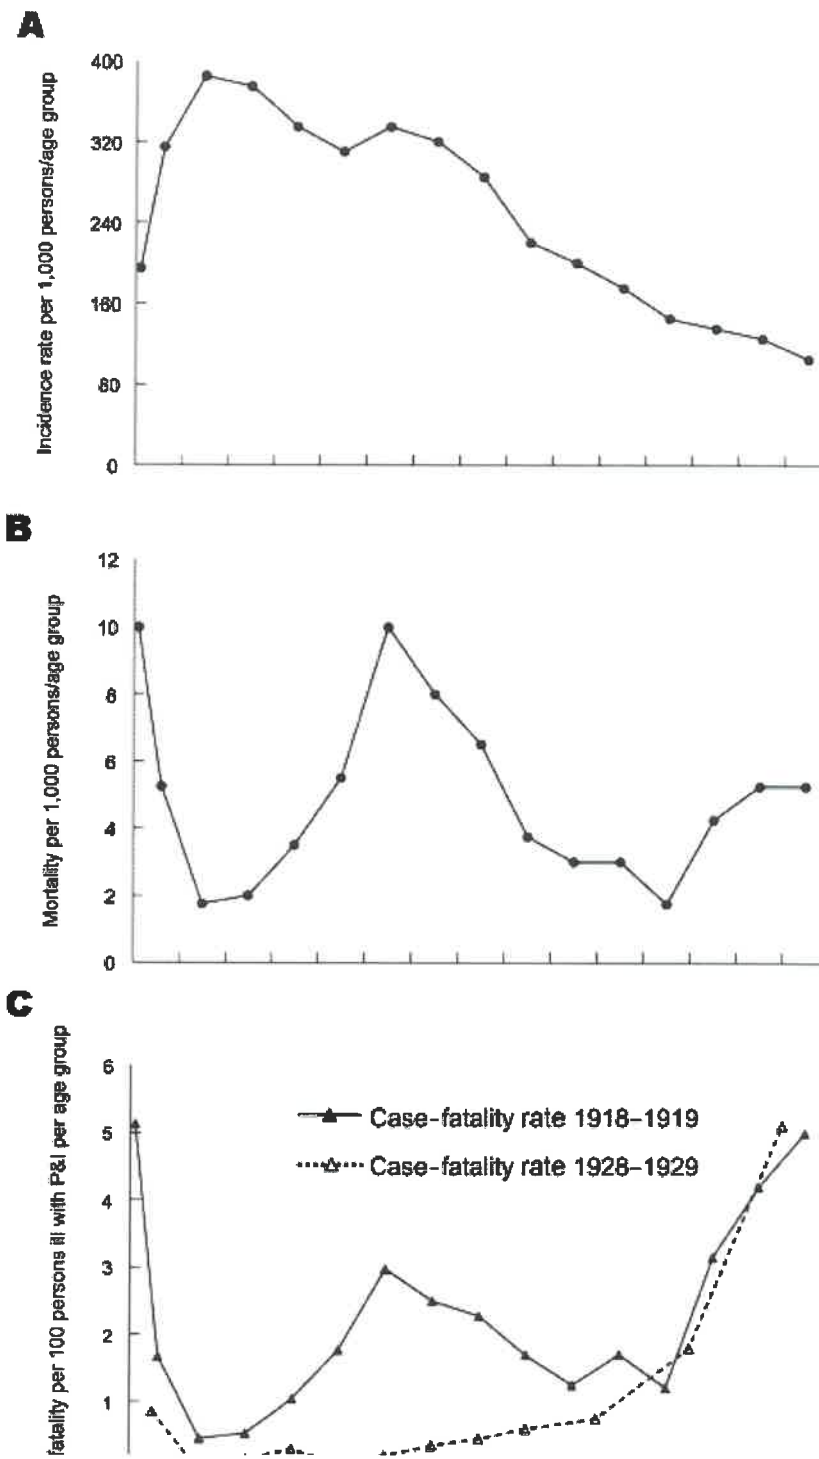 A
Incidence rate per 1,000 persons/age group
400
320
240
160
80
0
B
Mortality per 1,000 persons/age group
12
10
8
6
4
2
0
C
fatality per 100 persons ill with P&I per age group
6
5
4
3
2
1
Case-fatality rate 1918-1919
Case-fatality rate 1928-1929